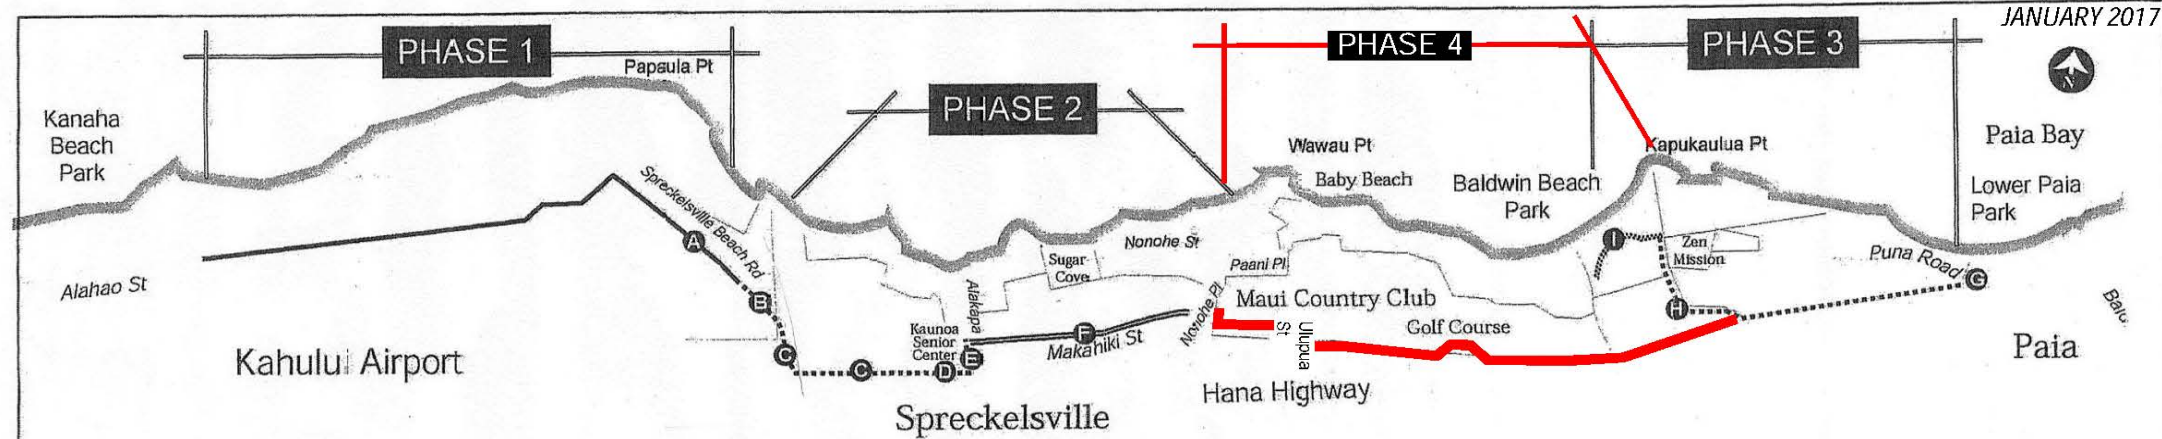 JANUARY 2017
PHASE 1
PHASE 2
PHASE 4
PHASE 3
N
Papaula Pt
Kanaha
Beach
Park
Wawau Pt
Baby Beach
Baldwin Beach
Park
Kapukaulua Pt
Paia Bay
Lower Paia
Park
Spreckelsville Beach Rd
Alahao St
A
B
C
C
D
E
F
Kaunoa
Senior
Center
Alakapa
Sugar
Cove
Nonohe St
Paani Pl
Nonohe Pl
Maui Country Club
Golf Course
Makahiki St
St
I
Zen
Mission
H
Puna Road
G
Kahului Airport
Spreckelsville
Hana Highway
Paia